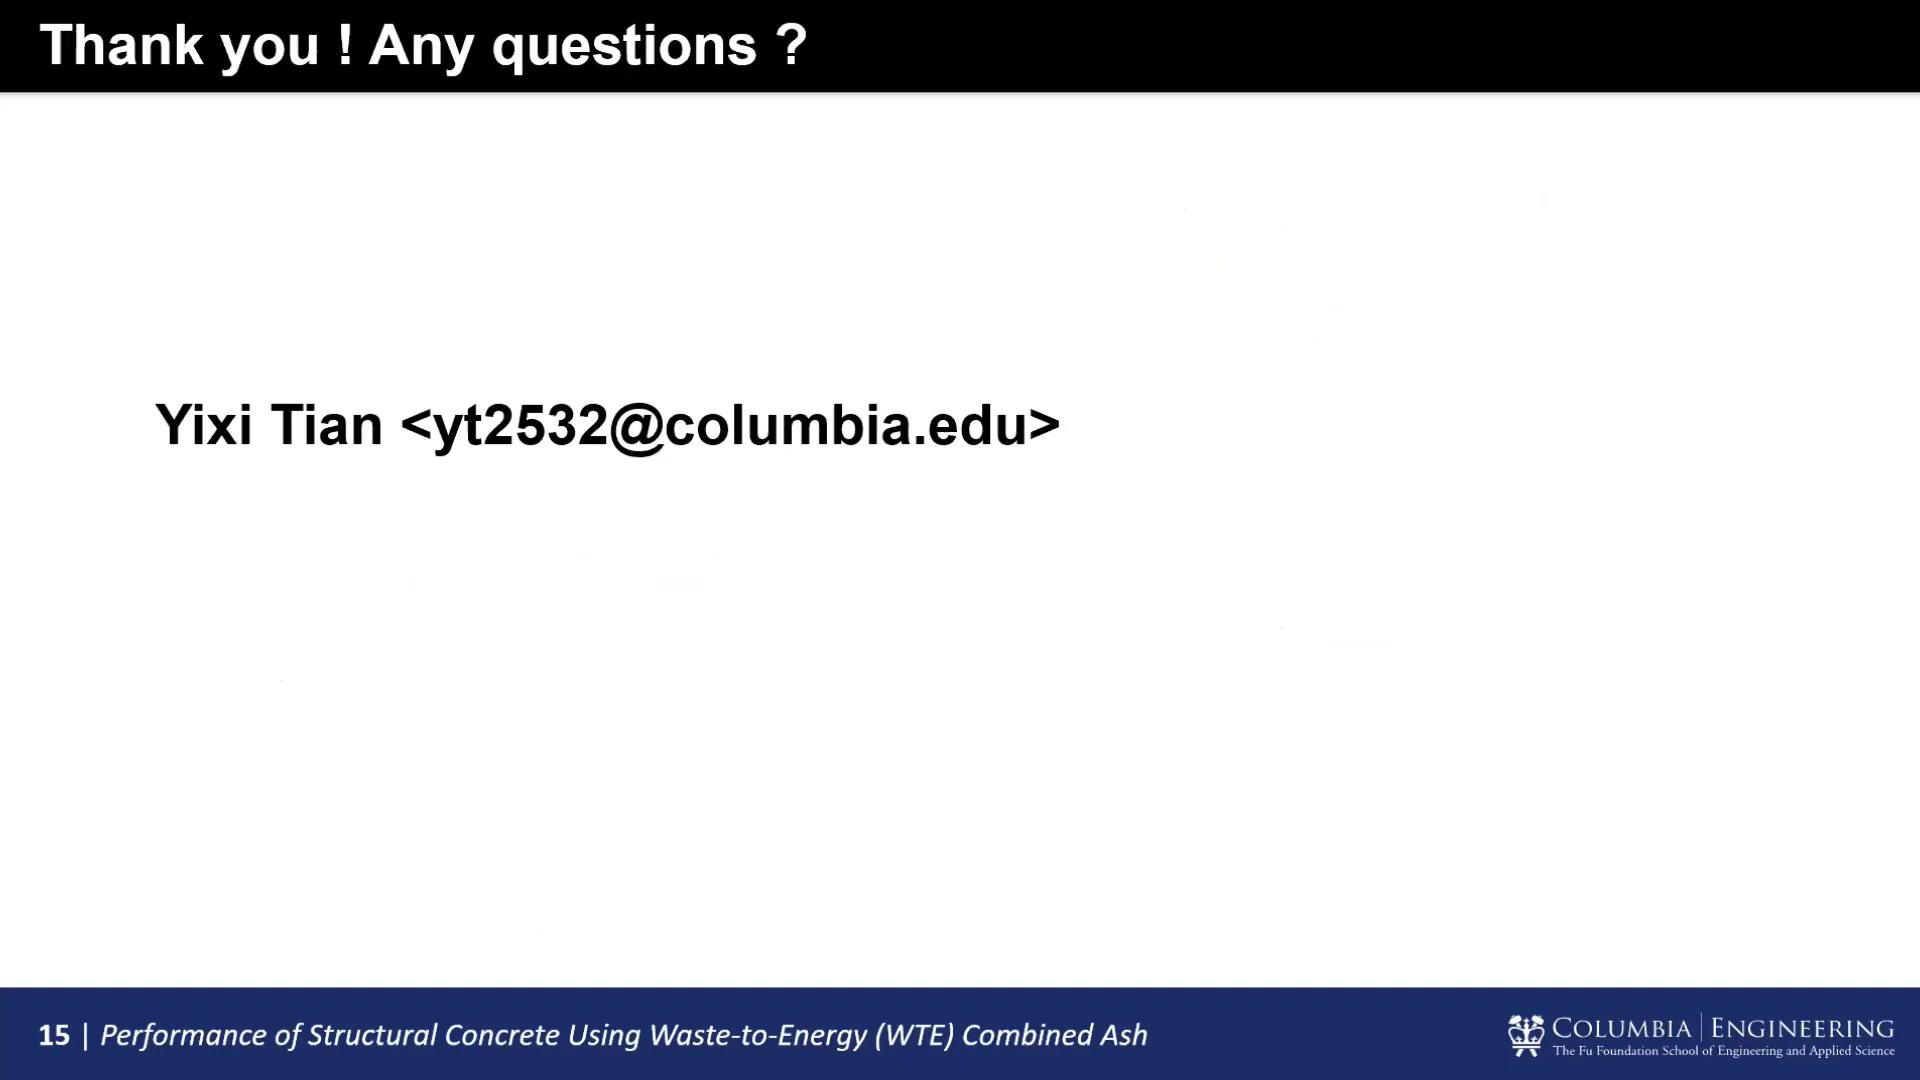 Thank you ! Any questions ?
Yixi Tian <yt2532@columbia.edu>
15 | Performance of Structural Concrete Using Waste-to-Energy (WTE) Combined Ash
COLUMBIA | ENGINEERING
The Fu Foundation School of Engineering and Applied Science